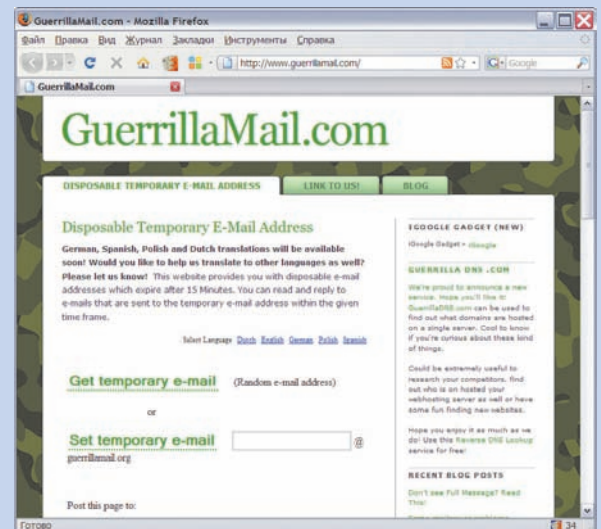 GuerrillaMail.com - Mozilla Firefox
Файл Правка Вид Журнал Закладки Инструменты Справка
http://www.guerrillamail.com/
Google
GuerrillaMail.com
GuerrillaMail.com
DISPOSABLE TEMPORARY E-MAIL ADDRESS
LINK TO US!
BLOG
Disposable Temporary E-Mail Address
German, Spanish, Polish and Dutch translations will be available
soon! Would you like to help us translate to other languages as well?
Please let us know! This website provides you with disposable e-mail
addresses which expire after 15 Minutes. You can read and reply to
e-mails that are sent to the temporary e-mail address within the given
time frame.
Select Language Dutch English German Polish Spanish
Get temporary e-mail (Random e-mail address)
or
Set temporary e-mail @
guerrillamail.org
Post this page to:
IGOOGLE GADGET (NEW)
iGoogle Gadget - iGoogle
GUERRILLA DNS .COM
We're proud to announce a new
service. Hope you'll like it!
GuerrillaDNS.com can be used to
find out what domains are hosted
on a single server. Cool to know
if you're curious about these kind
of things.
Could be extremely useful to
research your competitors, find
out who is on hosted your
webhosting server as well or have
some fun finding new websites.
Hope you enjoy it as much as we
do! Use this Reverse DNS Lookup
service for free!
RECENT BLOG POSTS
Don't see Full Message? Read
This!
Готово
34